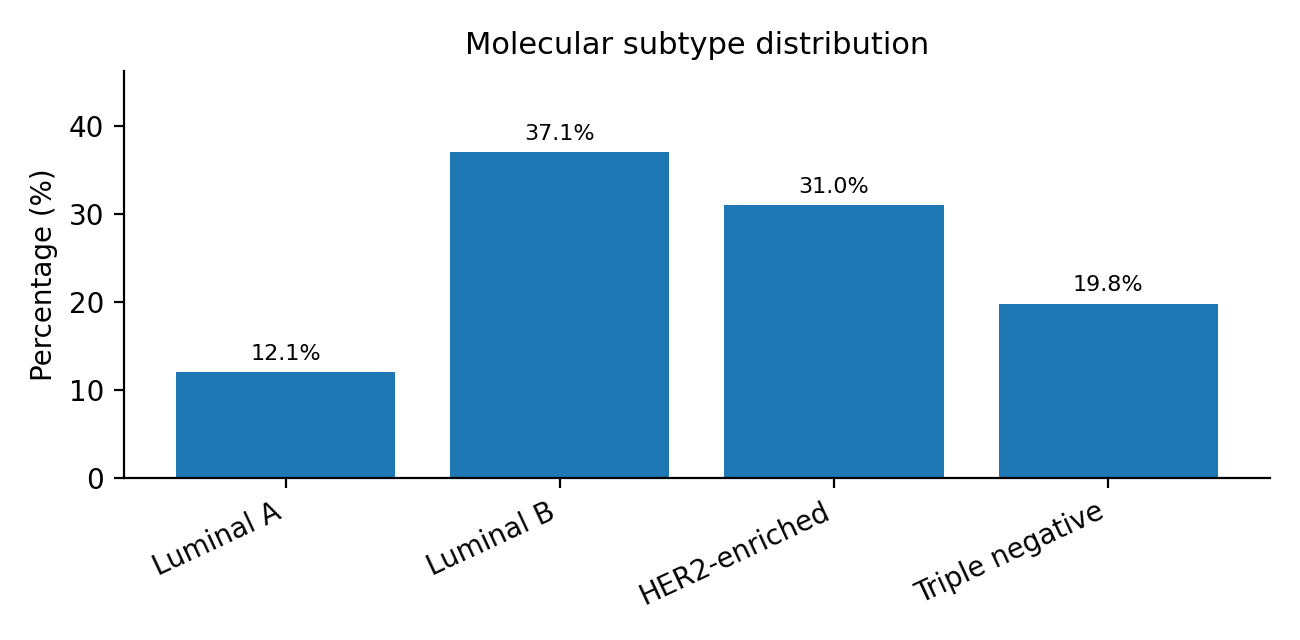 Molecular subtype distribution
Percentage (%)
40
30
20
10
0
12.1%
37.1%
31.0%
19.8%
Luminal A
Luminal B
HER2-enriched
Triple negative